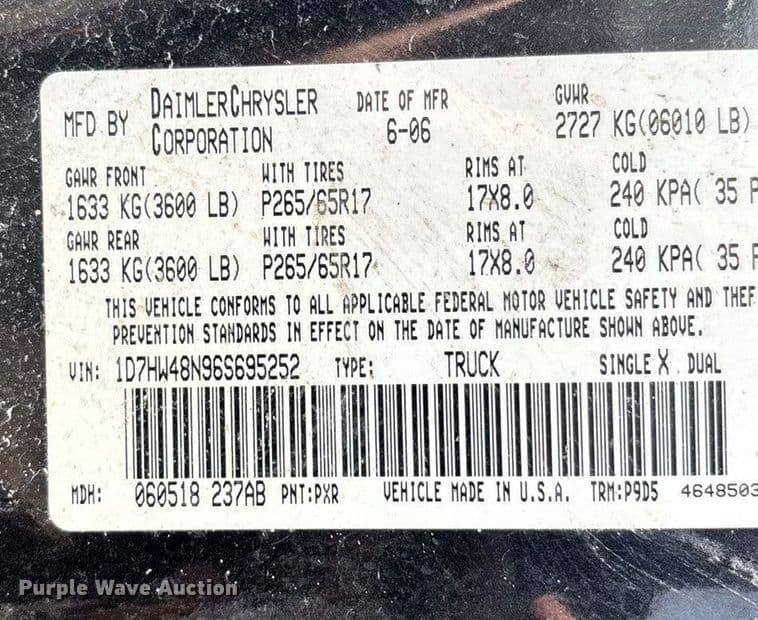 MFD BY DAIMLERCHRYSLER CORPORATION DATE OF MFR 6-06 GVWR 2727 KG(06010 LB)
GAWR FRONT WITH TIRES RIMS AT COLD
1633 KG(3600 LB) P265/65R17 17X8.0 240 KPA( 35 P
GAWR REAR WITH TIRES RIMS AT COLD
1633 KG(3600 LB) P265/65R17 17X8.0 240 KPA( 35 P
THIS VEHICLE CONFORMS TO ALL APPLICABLE FEDERAL MOTOR VEHICLE SAFETY AND THEF
PREVENTION STANDARDS IN EFFECT ON THE DATE OF MANUFACTURE SHOWN ABOVE.
VIN: 1D7HW48N96S695252 TYPE: TRUCK SINGLE X DUAL
MDH: 060518 237AB PNT:PXR VEHICLE MADE IN U.S.A. TRM:P9D5 4648503
Purple Wave Auction